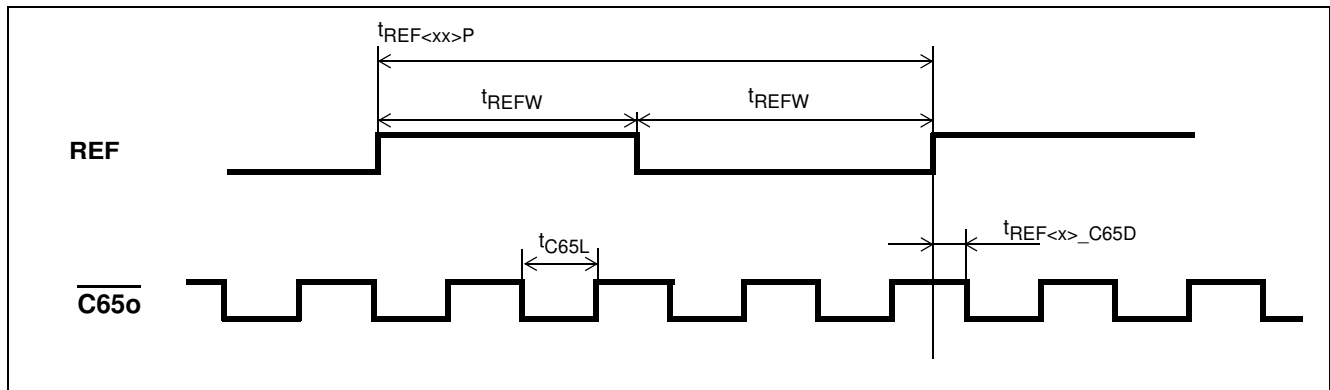 tREF<xx>P
tREFW tREFW
REF
tREF<x>_C65D
tC65L
C65o